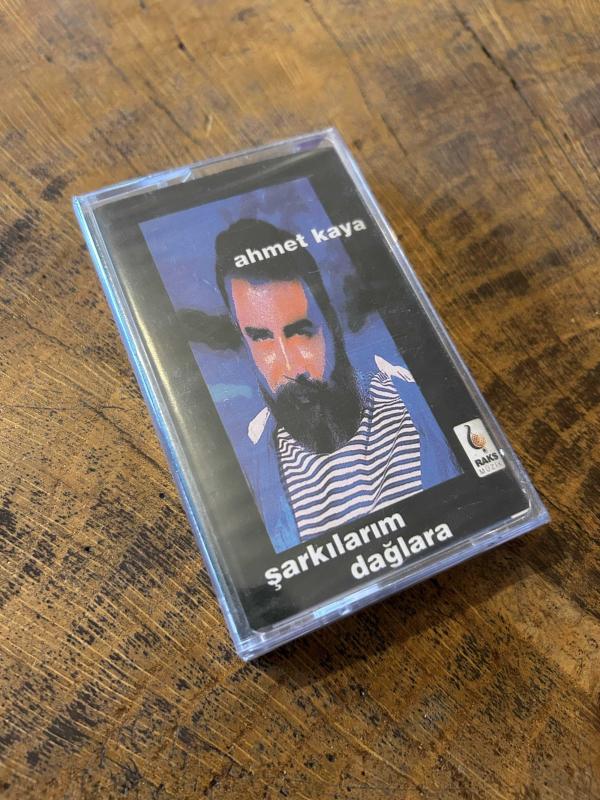 ahmet kaya
RAKS
MÜZİK
şarkılarım
dağlara